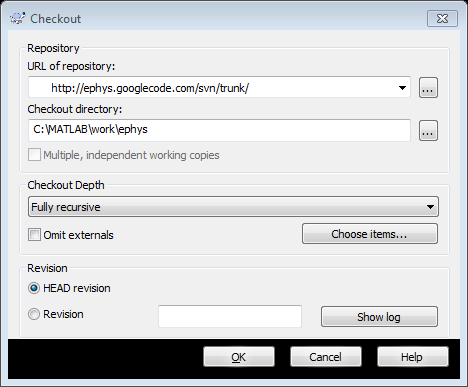 Checkout
Repository
URL of repository:
http://ephys.googlecode.com/svn/trunk/
...
Checkout directory:
C:\MATLAB\work\ephys
...
Multiple, independent working copies
Checkout Depth
Fully recursive
Omit externals
Choose items...
Revision
HEAD revision
Revision
Show log
OK
Cancel
Help